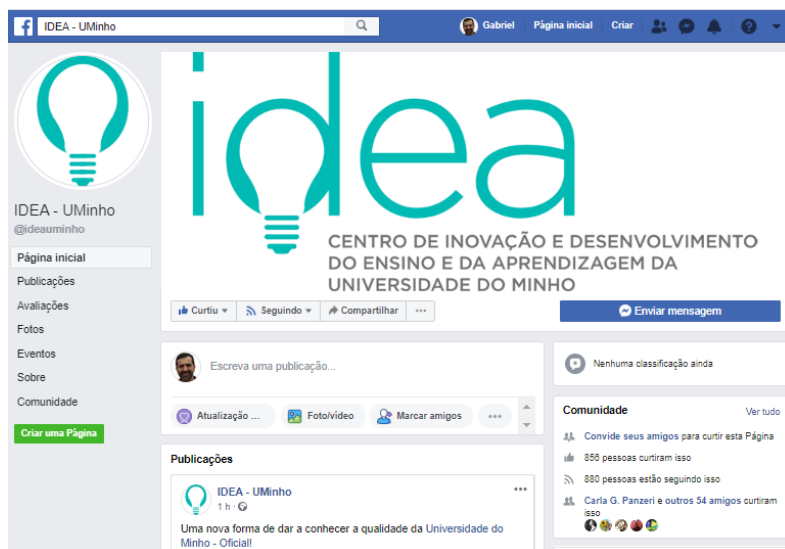 IDEA - UMinho
Gabriel
Página inicial
Criar
idea
CENTRO DE INOVAÇÃO E DESENVOLVIMENTO
DO ENSINO E DA APRENDIZAGEM DA
UNIVERSIDADE DO MINHO
IDEA - UMinho
@ideauminho
Página inicial
Publicações
Avaliações
Fotos
Eventos
Sobre
Comunidade
Criar uma Página
Curtiu
Seguindo
Compartilhar
...
Enviar mensagem
Escreva uma publicação...
Atualização ...
Foto/vídeo
Marcar amigos
...
Publicações
IDEA - UMinho
1 h ·
...
Uma nova forma de dar a conhecer a qualidade da Universidade do
Minho - Oficial!
Nenhuma classificação ainda
Comunidade
Ver tudo
Convide seus amigos para curtir esta Página
856 pessoas curtiram isso
880 pessoas estão seguindo isso
Carla G. Panzeri e outros 54 amigos curtiram
isso